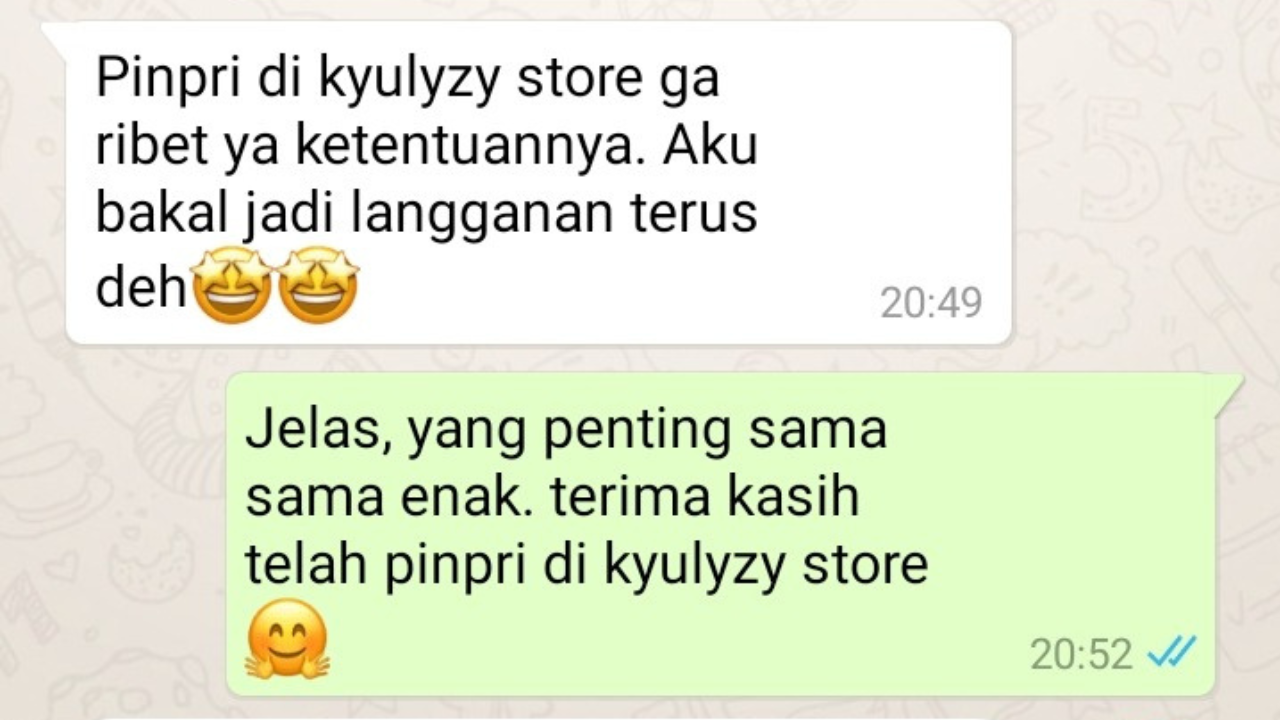 Pinpri di kyulyzy store ga
ribet ya ketentuannya. Aku
bakal jadi langganan terus
deh🤩🤩
20:49
Jelas, yang penting sama
sama enak. terima kasih
telah pinpri di kyulyzy store
🤗
20:52